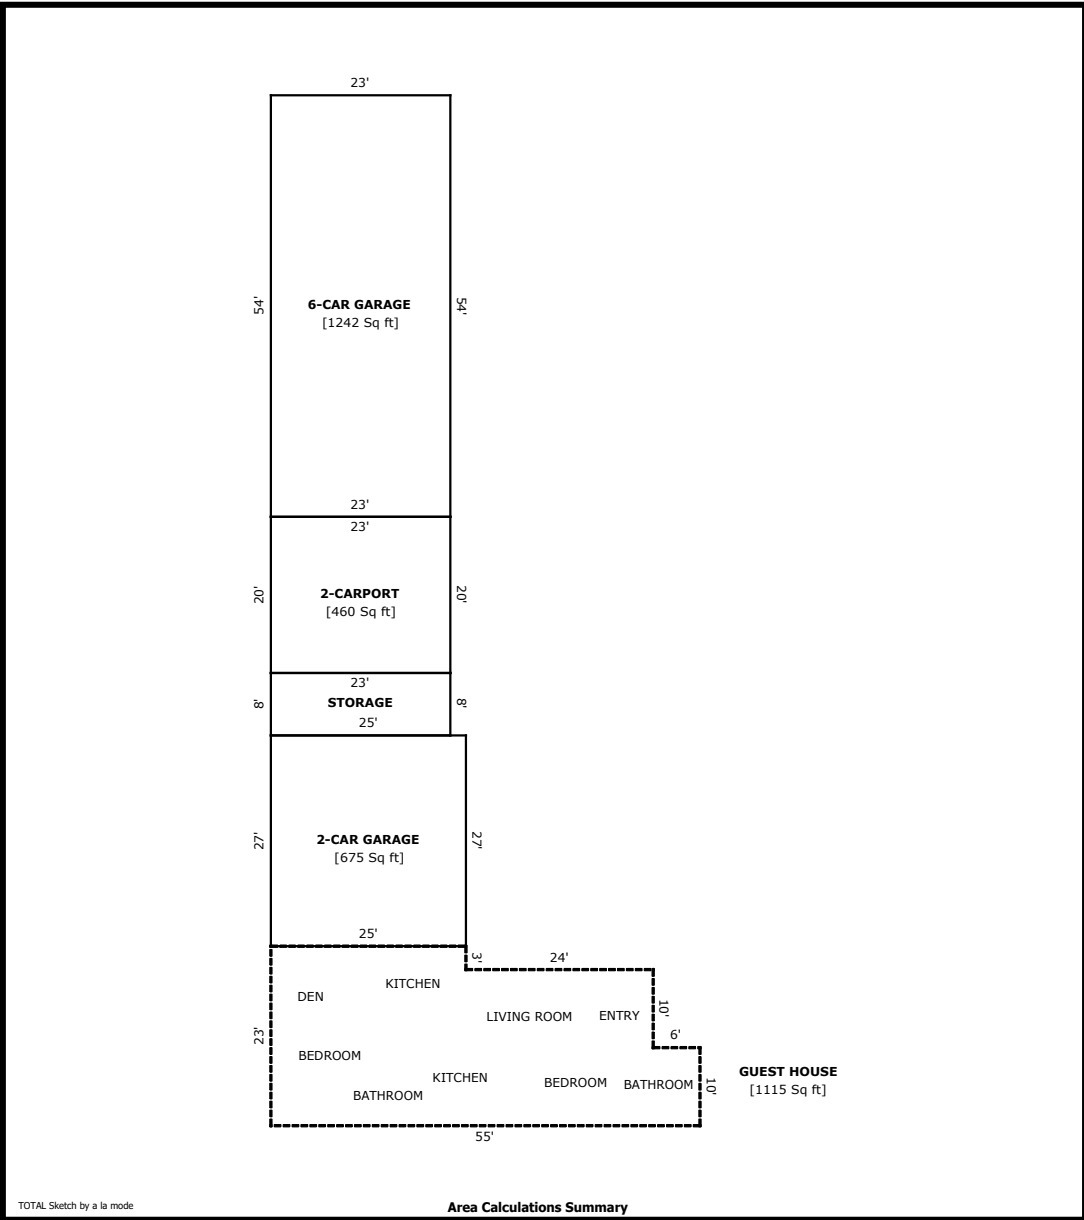 23'
54'
54'
6-CAR GARAGE
[1242 Sq ft]
23'
23'
20'
20'
2-CARPORT
[460 Sq ft]
23'
8'
STORAGE
8'
25'
27'
27'
2-CAR GARAGE
[675 Sq ft]
25'
3'
24'
KITCHEN
DEN
10'
LIVING ROOM
ENTRY
23'
6'
BEDROOM
GUEST HOUSE
KITCHEN
BEDROOM
BATHROOM
10'
[1115 Sq ft]
BATHROOM
55'
TOTAL Sketch by a la mode
Area Calculations Summary